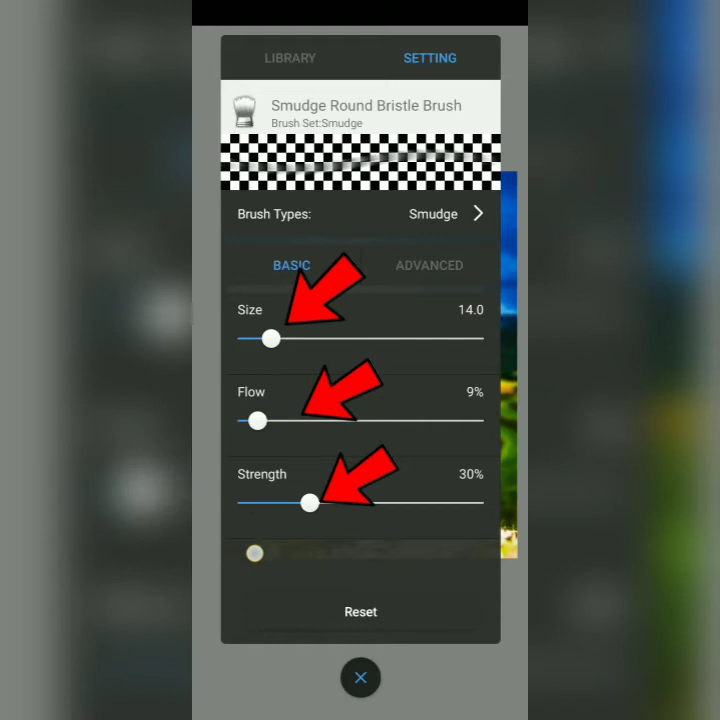 LIBRARY SETTING
Smudge Round Bristle Brush
Brush Set:Smudge
Brush Types: Smudge
BASIC ADVANCED
Size 14.0
Flow 9%
Strength 30%
Reset